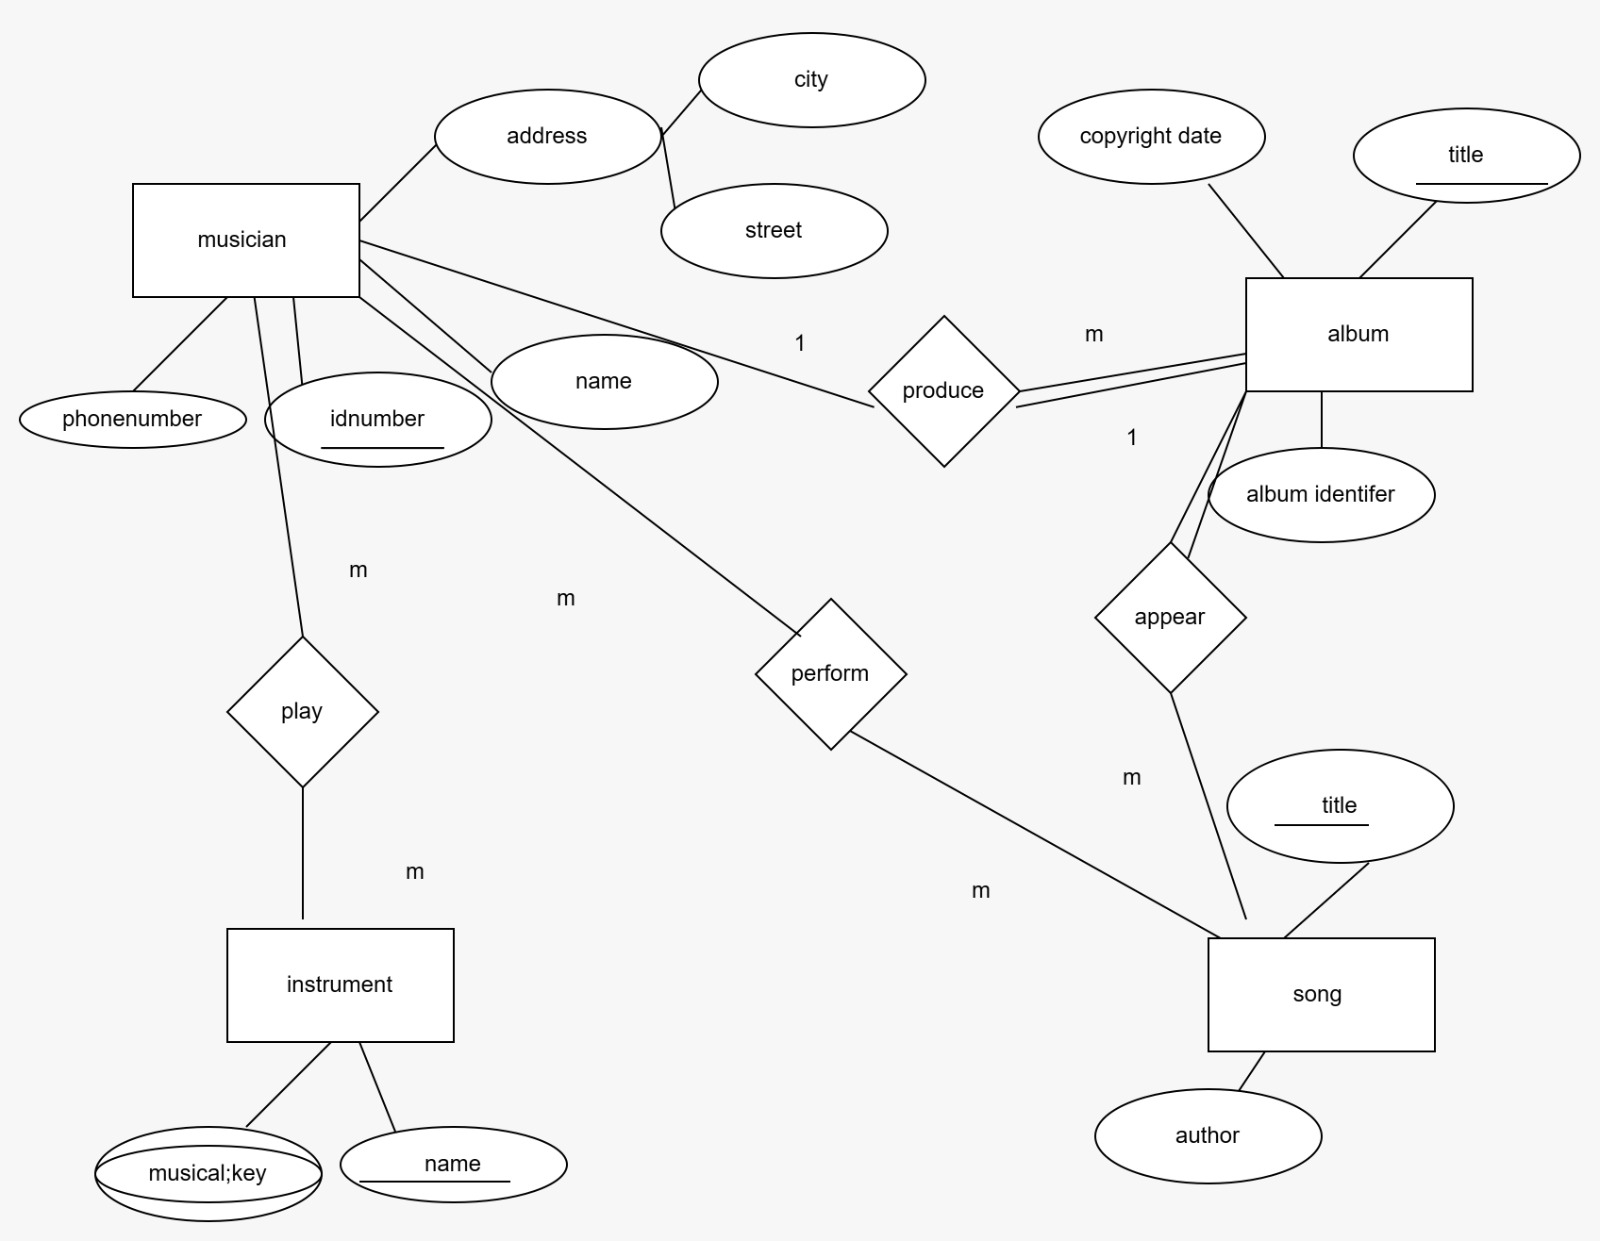 city
address
copyright date
title
street
musician
album
1
m
name
produce
phonenumber
idnumber
1
album identifer
m
m
appear
perform
play
m
title
m
m
instrument
song
author
name
musical;key